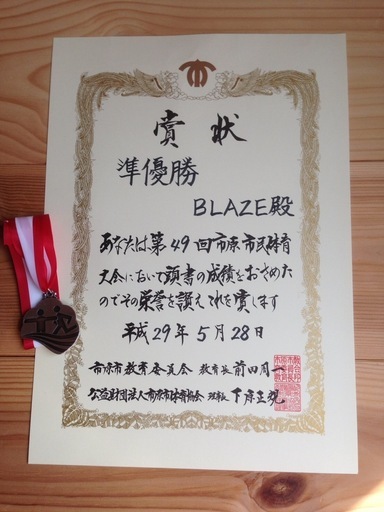 賞状
準優勝
BLAZE殿
あなたは第49回市原市民体育
大会において頭書の成績をおさめた
のでその栄誉を讃えこれを賞します
平成29年5月28日
市原市教育委員会 教育長 前田周一
公益財団法人市原市体育協会 理事長